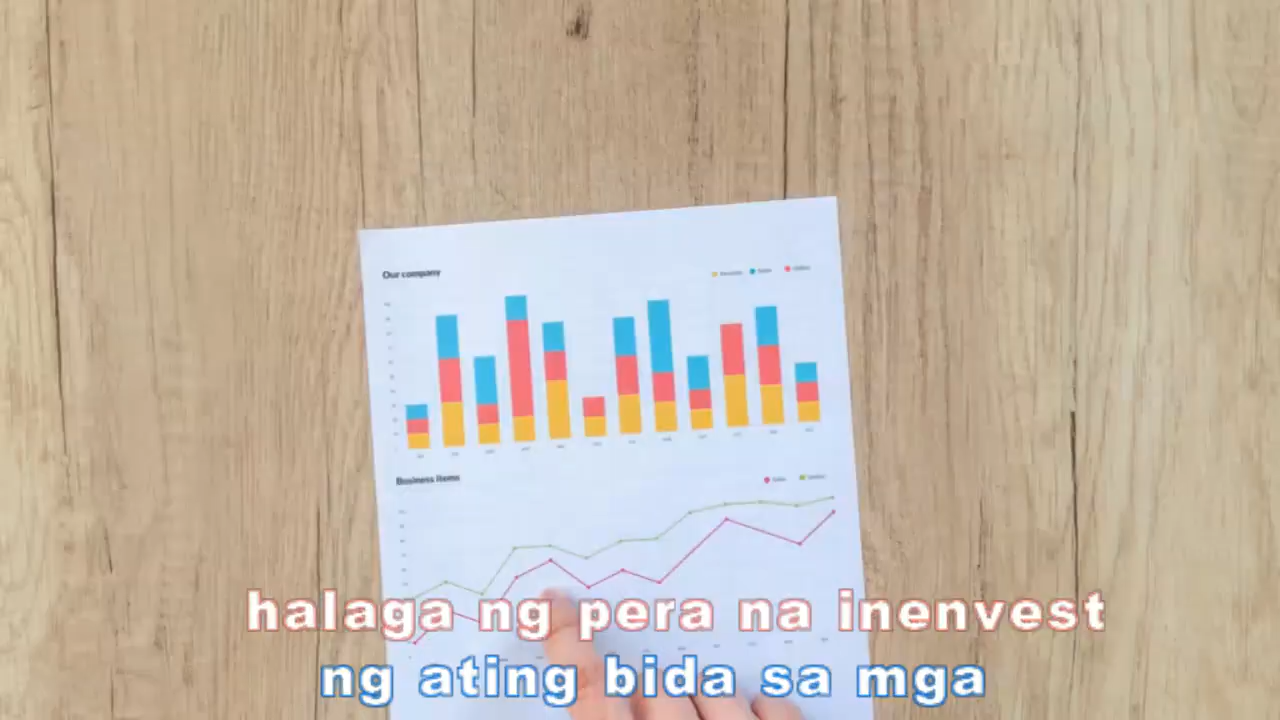 Our company
Business items
halaga ng pera na inenvest
ng ating bida sa mga